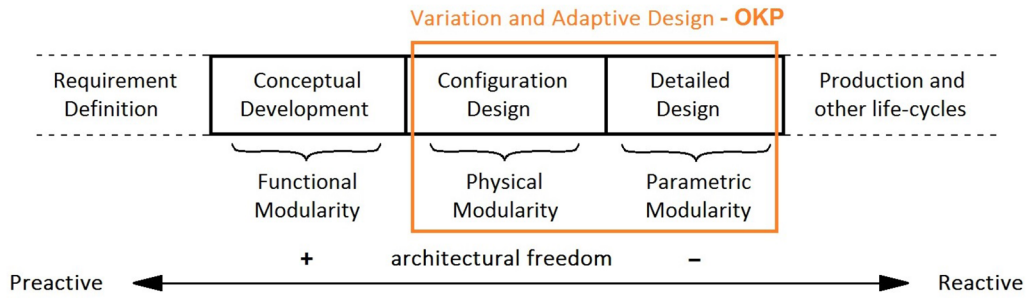 Variation and Adaptive Design - OKP
Requirement
Definition
Conceptual
Development
Configuration
Design
Detailed
Design
Production and
other life-cycles
Functional
Modularity
Physical
Modularity
Parametric
Modularity
+ architectural freedom –
Preactive
Reactive